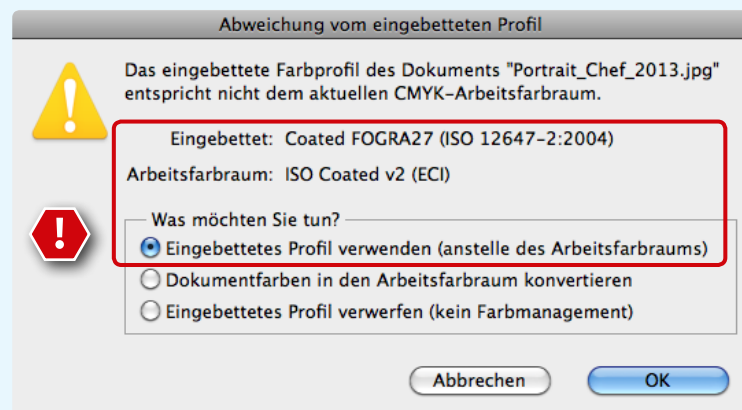 Abweichung vom eingebetteten Profil
Das eingebettete Farbprofil des Dokuments "Portrait_Chef_2013.jpg"
entspricht nicht dem aktuellen CMYK-Arbeitsfarbraum.
Eingebettet: Coated FOGRA27 (ISO 12647-2:2004)
Arbeitsfarbraum: ISO Coated v2 (ECI)
Was möchten Sie tun?
Eingebettetes Profil verwenden (anstelle des Arbeitsfarbraums)
Dokumentfarben in den Arbeitsfarbraum konvertieren
Eingebettetes Profil verwerfen (kein Farbmanagement)
Abbrechen OK